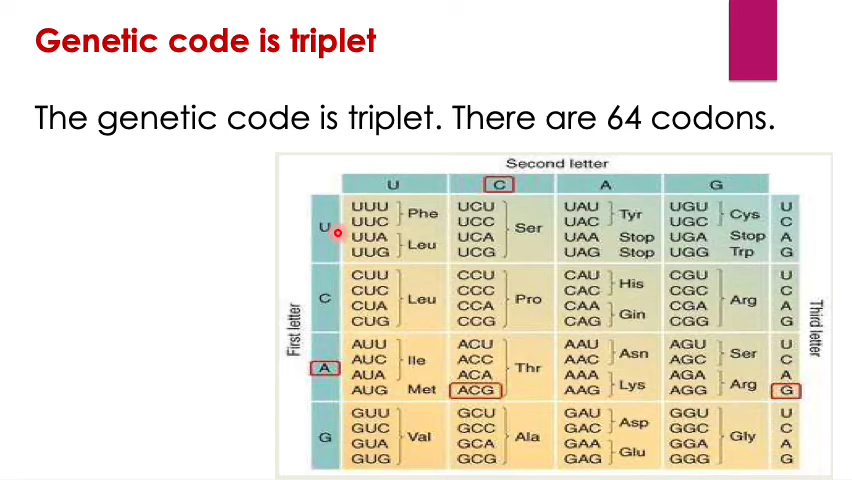 Genetic code is triplet
The genetic code is triplet. There are 64 codons.
Second letter
U C A G
First letter
Third letter
U
UUU UCU UAU UGU U
UUC Phe UCC UAC Tyr UGC Cys C
UUA UCA Ser UAA Stop UGA Stop A
UUG Leu UCG UAG Stop UGG Trp G
C
CUU CCU CAU CGU U
CUC CCC CAC His CGC C
CUA Leu CCA Pro CAA CGA Arg A
CUG CCG CAG Gin CGG G
A
AUU ACU AAU AGU U
AUC Ile ACC AAC Asn AGC Ser C
AUA ACA Thr AAA AGA A
AUG Met ACG AAG Lys AGG Arg G
G
GUU GCU GAU GGU U
GUC GCC GAC Asp GGC C
GUA Val GCA Ala GAA GGA Gly A
GUG GCG GAG Glu GGG G